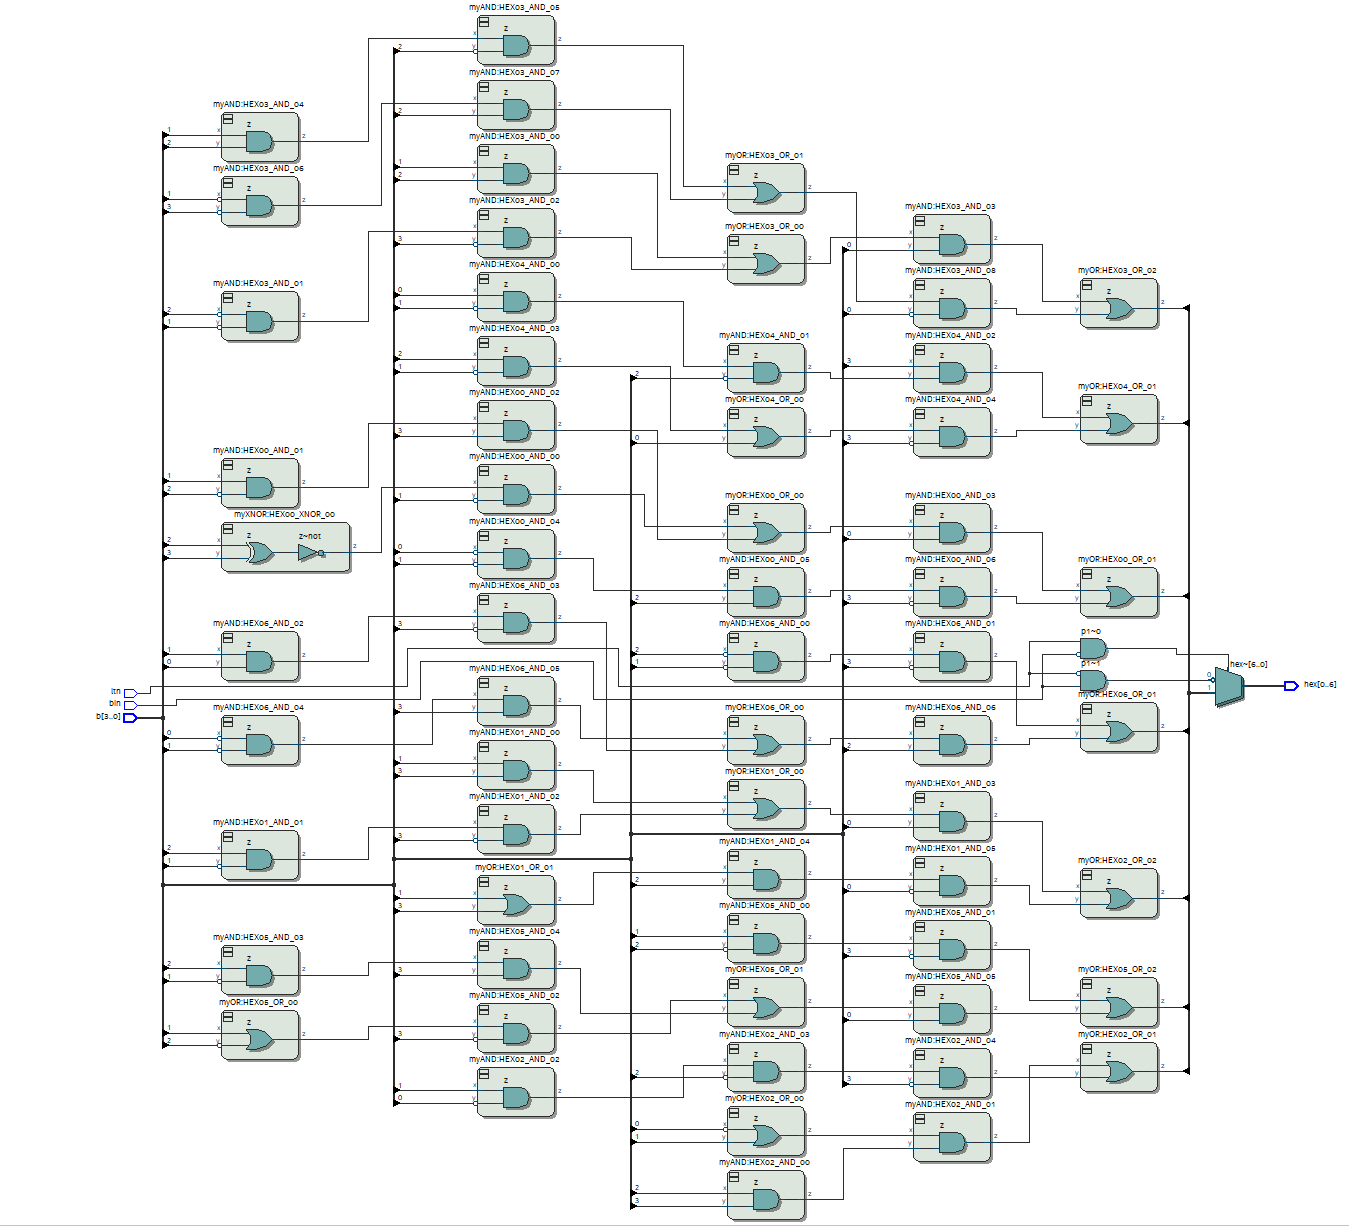 myAND:HEX03_AND_04
myAND:HEX03_AND_06
myAND:HEX03_AND_01
myAND:HEX00_AND_01
myXNOR:HEX00_XNOR_00
z~not
myAND:HEX06_AND_02
ltn
bln
b[3..0]
myAND:HEX06_AND_04
myAND:HEX01_AND_01
myAND:HEX05_AND_03
myOR:HEX05_OR_00
myAND:HEX03_AND_05
myAND:HEX03_AND_07
myAND:HEX03_AND_00
myAND:HEX03_AND_02
myAND:HEX04_AND_00
myAND:HEX04_AND_03
myAND:HEX00_AND_02
myAND:HEX00_AND_00
myAND:HEX00_AND_04
myAND:HEX06_AND_03
myAND:HEX06_AND_05
myAND:HEX01_AND_00
myAND:HEX01_AND_02
myOR:HEX01_OR_01
myAND:HEX05_AND_04
myAND:HEX05_AND_02
myAND:HEX02_AND_02
myOR:HEX03_OR_01
myOR:HEX03_OR_00
myAND:HEX04_AND_01
myOR:HEX04_OR_00
myOR:HEX00_OR_00
myAND:HEX00_AND_05
myAND:HEX06_AND_00
myOR:HEX06_OR_00
myOR:HEX01_OR_00
myAND:HEX01_AND_04
myAND:HEX05_AND_00
myOR:HEX05_OR_01
myAND:HEX02_AND_03
myOR:HEX02_OR_00
myAND:HEX02_AND_00
myAND:HEX03_AND_03
myAND:HEX03_AND_08
myAND:HEX04_AND_02
myAND:HEX04_AND_04
myAND:HEX00_AND_03
myAND:HEX00_AND_06
myAND:HEX06_AND_01
myAND:HEX06_AND_06
myAND:HEX01_AND_03
myAND:HEX01_AND_05
myAND:HEX05_AND_01
myAND:HEX05_AND_05
myAND:HEX02_AND_04
myAND:HEX02_AND_01
myOR:HEX03_OR_02
myOR:HEX04_OR_01
myOR:HEX00_OR_01
p1~0
p1~1
myOR:HEX06_OR_01
myOR:HEX02_OR_02
myOR:HEX05_OR_02
myOR:HEX02_OR_01
hex~[6..0]
hex[0..6]